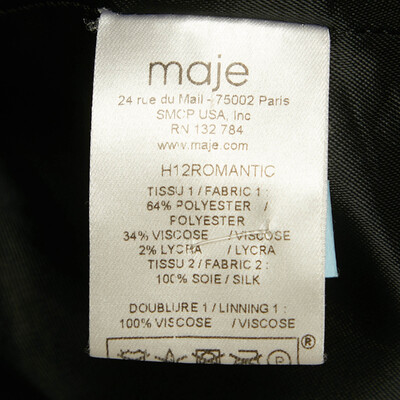 maje
24 rue du Mail - 75002 Paris
SMCP USA, Inc
RN 132 784
www.maje.com
H12ROMANTIC
TISSU 1 / FABRIC 1 :
64% POLYESTER /
POLYESTER
34% VISCOSE / VISCOSE
2% LYCRA / LYCRA
TISSU 2 / FABRIC 2 :
100% SOIE / SILK
DOUBLURE 1 / LINNING 1 :
100% VISCOSE / VISCOSE
®
P